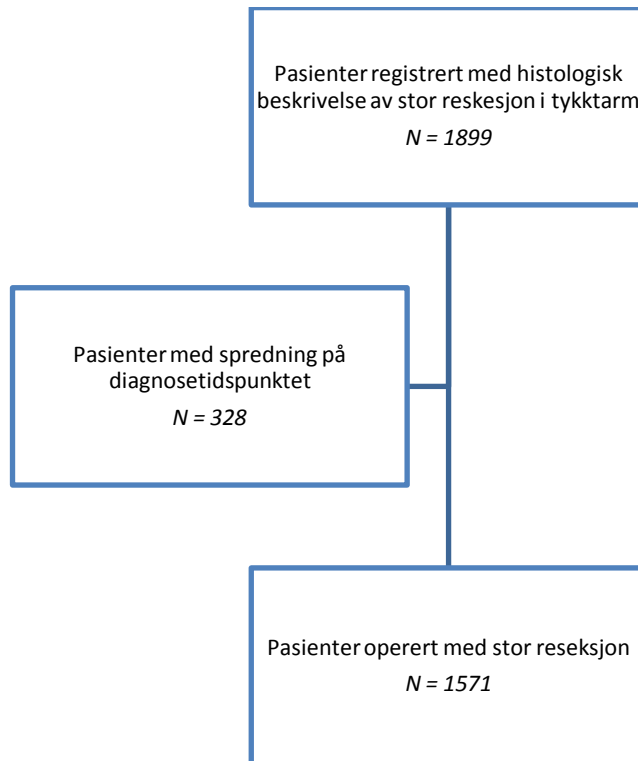 Pasienter registrert med histologisk
beskrivelse av stor reskesjon i tykktarm
N = 1899
Pasienter med spredning på
diagnosetidspunktet
N = 328
Pasienter operert med stor reseksjon
N = 1571